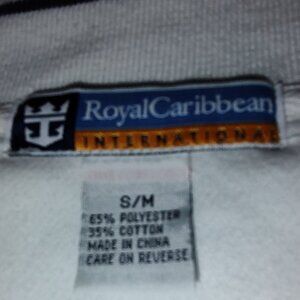 RoyalCaribbean
INTERNATIONAL
S/M
65% POLYESTER
35% COTTON
MADE IN CHINA
CARE ON REVERSE